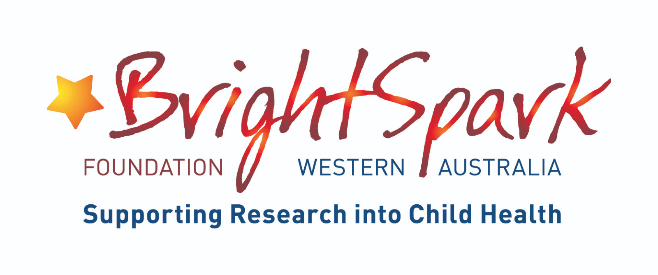 BrightSpark
FOUNDATION WESTERN AUSTRALIA
Supporting Research into Child Health